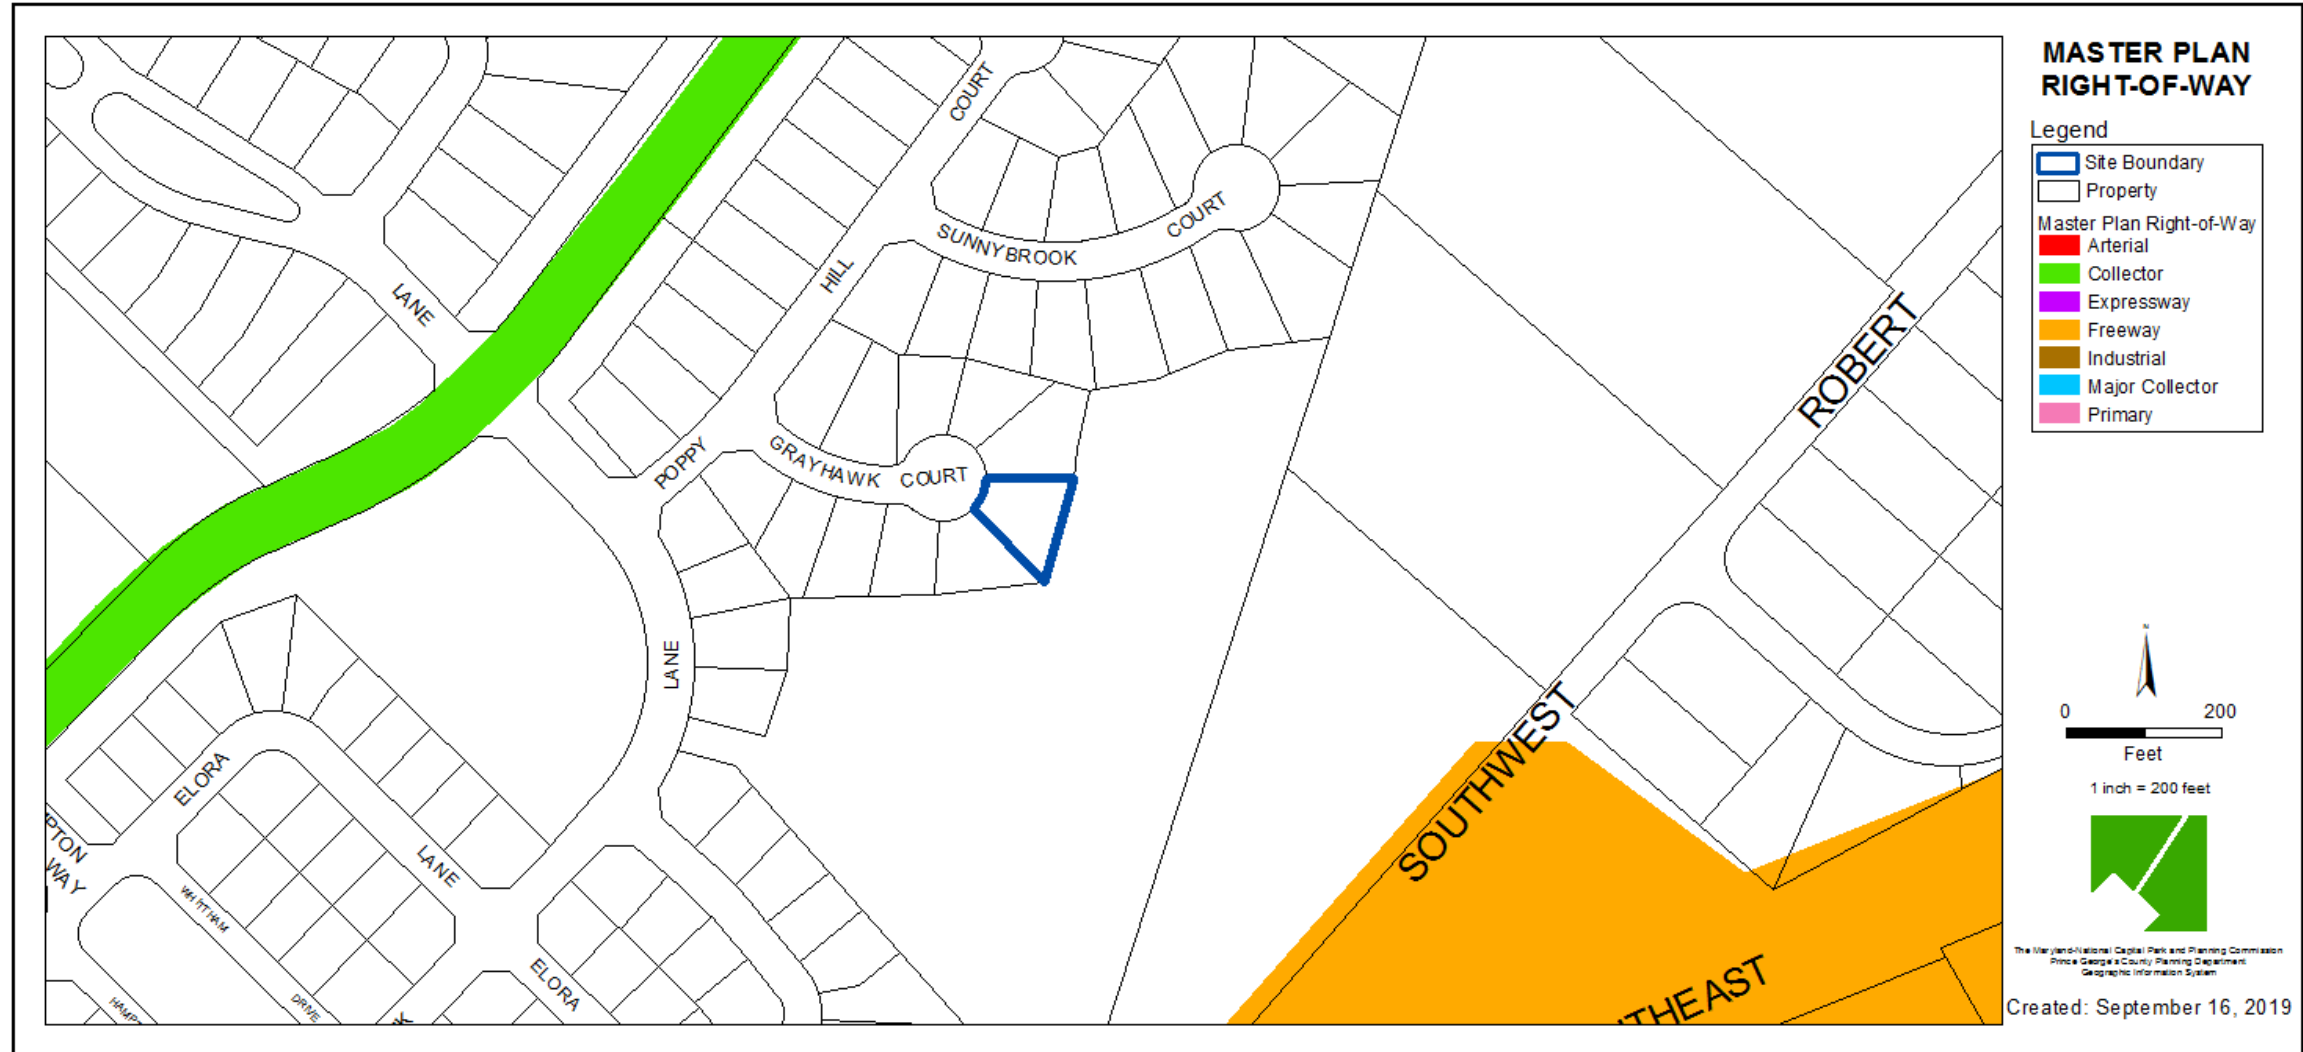 COURT
SUNNYBROOK
COURT
HILL
LANE
POPPY
GRAYHAWK COURT
LANE
ELORA
LANE
WAY
WHITHAM
DRIVE
ELORA
ROBERT
SOUTHWEST
MASTER PLAN
RIGHT-OF-WAY
Legend
Site Boundary
Property
Master Plan Right-of-Way
Arterial
Collector
Expressway
Freeway
Industrial
Major Collector
Primary
N
0 200
Feet
1 inch = 200 feet
The Maryland-National Capital Park and Planning Commission
Prince George's County Planning Department
Geographic Information System
Created: September 16, 2019